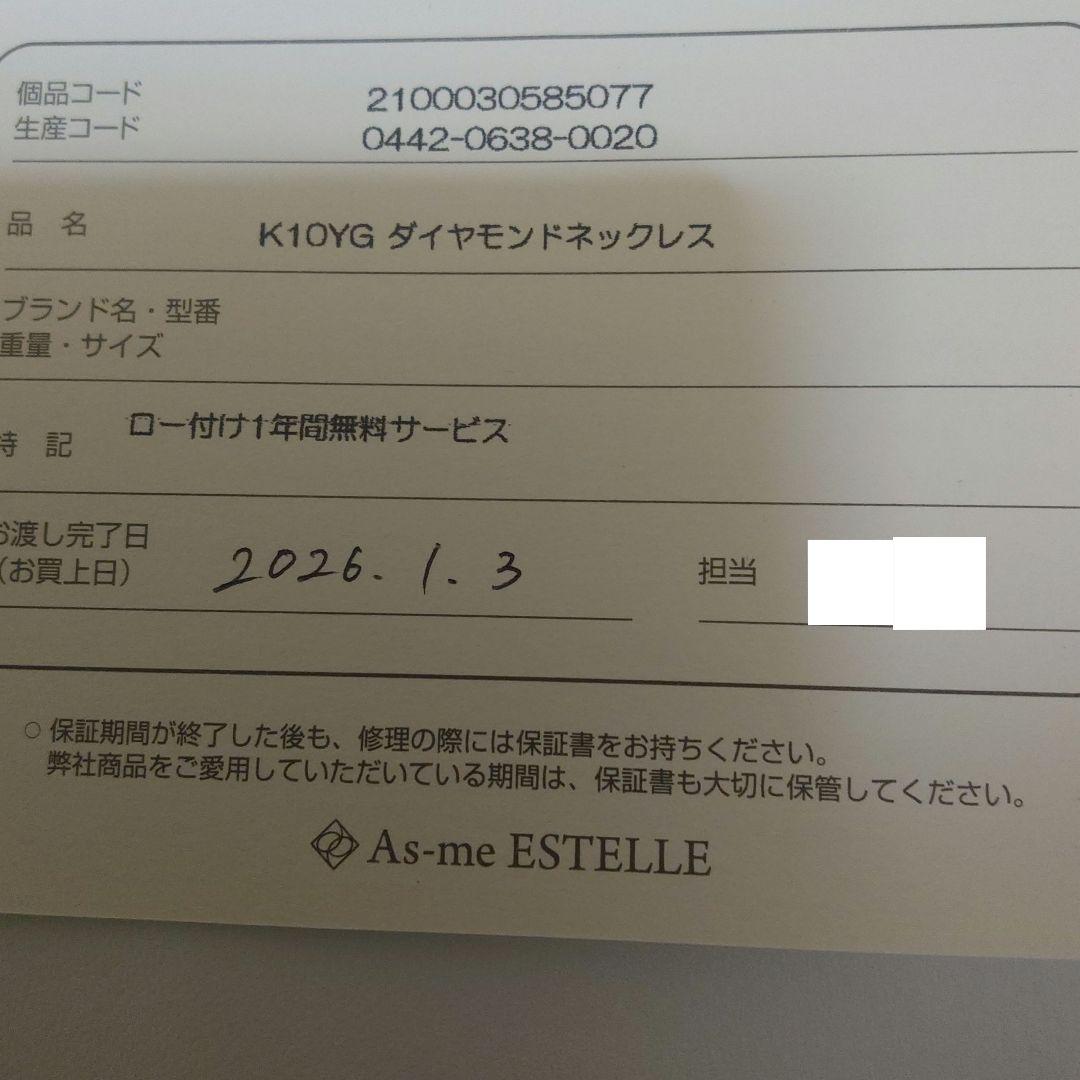 個品コード 2100030585077
生産コード 0442-0638-0020
品 名 K10YG ダイヤモンドネックレス
ブランド名・型番
重量・サイズ
特 記 ロー付け1年間無料サービス
お渡し完了日
(お買上日) 2026.1.3 担当
○ 保証期間が終了した後も、修理の際には保証書をお持ちください。
弊社商品をご愛用していただいている期間は、保証書も大切に保管してください。
As-me ESTELLE